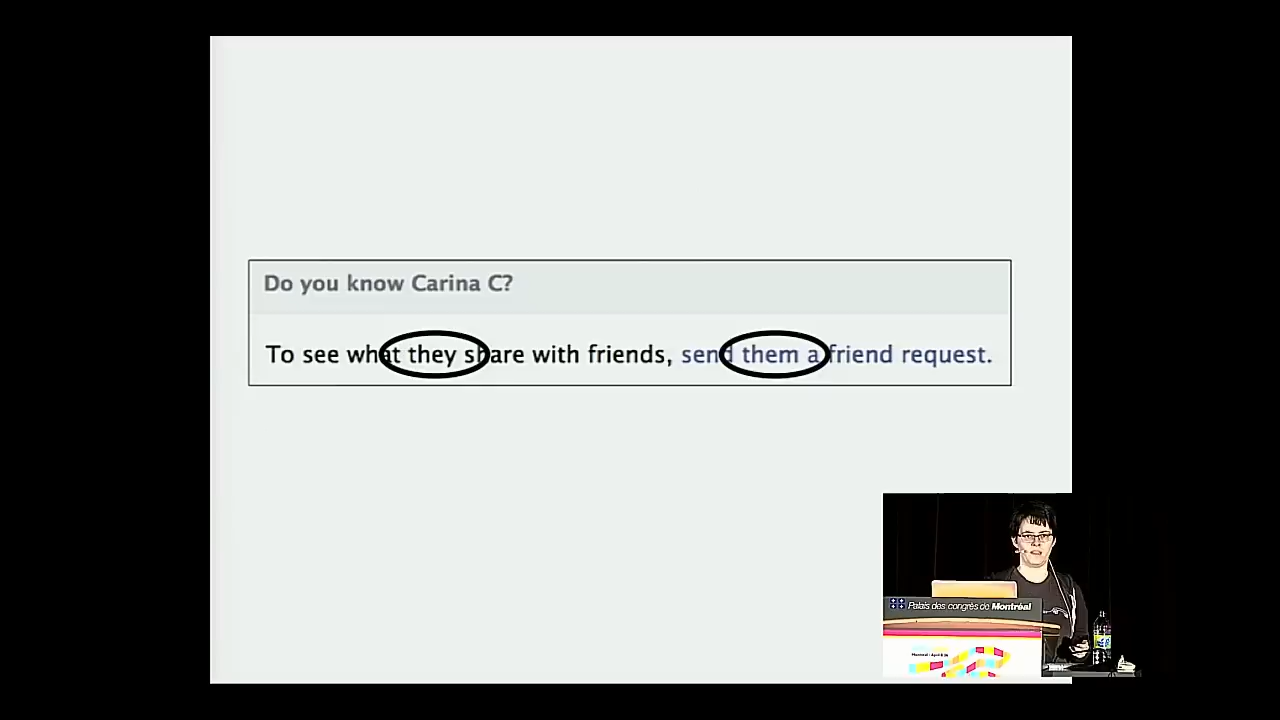 Do you know Carina C?
To see what they share with friends, send them a friend request.
Palais des congrès de Montréal